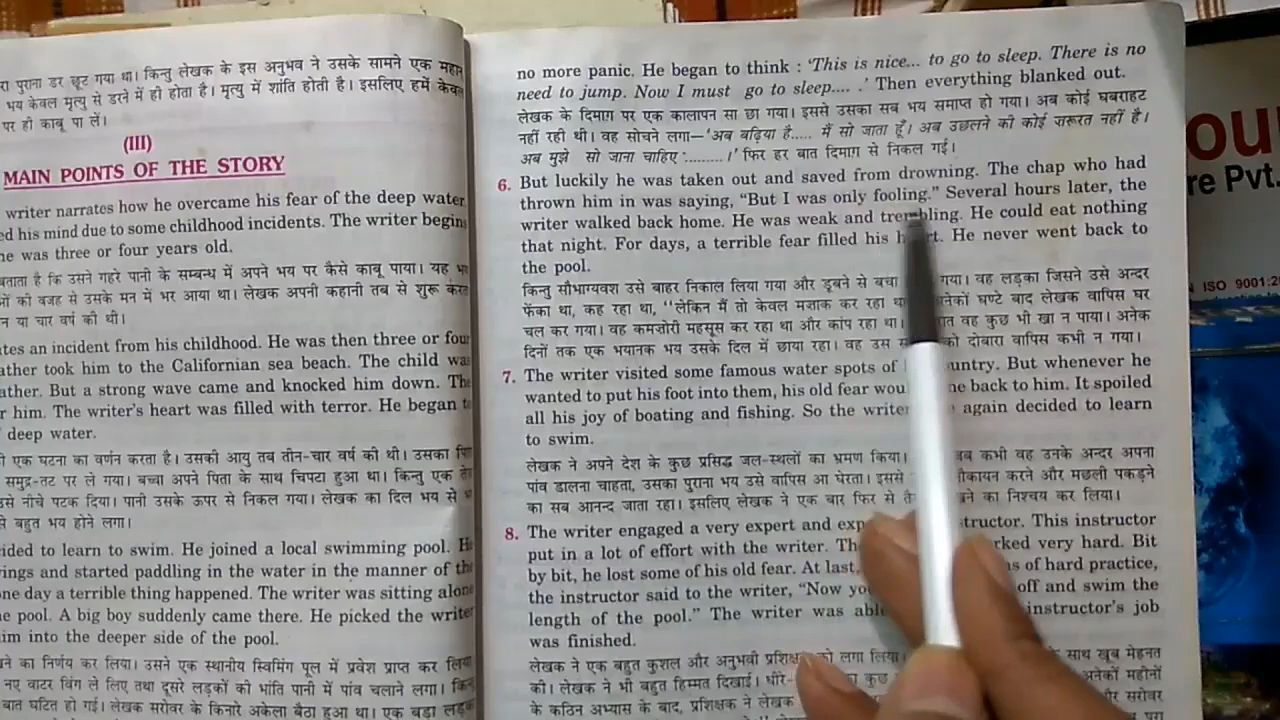 रा पुराना डर छूट गया था। किन्तु लेखक के इस अनुभव ने उसके सामने एक महान
भय केवल मृत्यु से डरने में ही होता है। मृत्यु में शांति होती है। इसलिए हमें केवल
पर ही काबू पा लें।
(III)
MAIN POINTS OF THE STORY
writer narrates how he overcame his fear of the deep water
ed his mind due to some childhood incidents. The writer begins
he was three or four years old.
बताता है कि उसने गहरे पानी के सम्बन्ध में अपने भय पर कैसे काबू पाया। यह
ओं की वजह से उसके मन में भर आया था। लेखक अपनी कहानी तब से शुरू करता
न या चार वर्ष की थी।
tes an incident from his childhood. He was then three or four
ather took him to the Californian sea beach. The child was
ather. But a strong wave came and knocked him down. The
r him. The writer's heart was filled with terror. He began to
deep water.
ी एक घटना का वर्णन करता है। उसकी आयु तब तीन-चार वर्ष की थी। उसका पिता
समुद्र-तट पर ले गया। बच्चा अपने पिता के साथ चिपटा हुआ था। किन्तु एक तेज
उसे नीचे पटक दिया। पानी उसके ऊपर से निकल गया। लेखक का दिल भय से
से बहुत भय होने लगा।
cided to learn to swim. He joined a local swimming pool. He
ings and started paddling in the water in the manner of the
one day a terrible thing happened. The writer was sitting alone
he pool. A big boy suddenly came there. He picked the writer
im into the deeper side of the pool.
ने का निर्णय कर लिया। उसने एक स्थानीय स्विमिंग पूल में प्रवेश प्राप्त कर लिया
नए वाटर विंग ले लिए तथा दूसरे लड़कों की भांति पानी में पांव चलाने लगा। किन्
बात घटित हो गई। लेखक सरोवर के किनारे अकेला बैठा हुआ था। एक बड़ा लड़का
no more panic. He began to think : 'This is nice... to go to sleep. There is no
need to jump. Now I must go to sleep.... .' Then everything blanked out.
लेखक के दिमाग़ पर एक कालापन सा छा गया। इससे उसका सब भय समाप्त हो गया। अब कोई घबराहट
नहीं रही थी। वह सोचने लगा—'अब बढ़िया है..... मैं सो जाता हूँ। अब उछलने की कोई ज़रूरत नहीं है।
अब मुझे सो जाना चाहिए .........।' फिर हर बात दिमाग़ से निकल गई।
6. But luckily he was taken out and saved from drowning. The chap who had
thrown him in was saying, "But I was only fooling." Several hours later, the
writer walked back home. He was weak and trembling. He could eat nothing
that night. For days, a terrible fear filled his heart. He never went back to
the pool.
किन्तु सौभाग्यवश उसे बाहर निकाल लिया गया और डूबने से बचा गया। वह लड़का जिसने उसे अन्दर
फेंका था, कह रहा था, "लेकिन मैं तो केवल मज़ाक कर रहा था नेकों घण्टे बाद लेखक वापिस घर
चल कर गया। वह कमज़ोरी महसूस कर रहा था और कांप रहा था। ात वह कुछ भी खा न पाया। अनेक
दिनों तक एक भयानक भय उसके दिल में छाया रहा। वह उस स को दोबारा वापिस कभी न गया।
7. The writer visited some famous water spots of untry. But whenever he
wanted to put his foot into them, his old fear wou ne back to him. It spoiled
all his joy of boating and fishing. So the write again decided to learn
to swim.
लेखक ने अपने देश के कुछ प्रसिद्ध जल-स्थलों का भ्रमण किया। जब कभी वह उनके अन्दर अपना
पांव डालना चाहता, उसका पुराना भय उसे वापिस आ घेरता। इससे नौकायन करने और मछली पकड़ने
का सब आनन्द जाता रहा। इसलिए लेखक ने एक बार फिर से तै ने का निश्चय कर लिया।
8. The writer engaged a very expert and exp structor. This instructor
put in a lot of effort with the writer. Th rked very hard. Bit
by bit, he lost some of his old fear. At last, hs of hard practice,
the instructor said to the writer, "Now yo off and swim the
length of the pool." The writer was abl instructor's job
was finished.
लेखक ने एक बहुत कुशल और अनुभवी प्रशिक्षक को लगा लिया। के साथ खूब मेहनत
की। लेखक ने भी बहुत हिम्मत दिखाई। धीरे- का कुछ अनेकों महीनों
के कठिन अभ्यास के बाद, प्रशिक्षक ने लेखक सरोवर
our
re Pvt.
ISO 9001:20